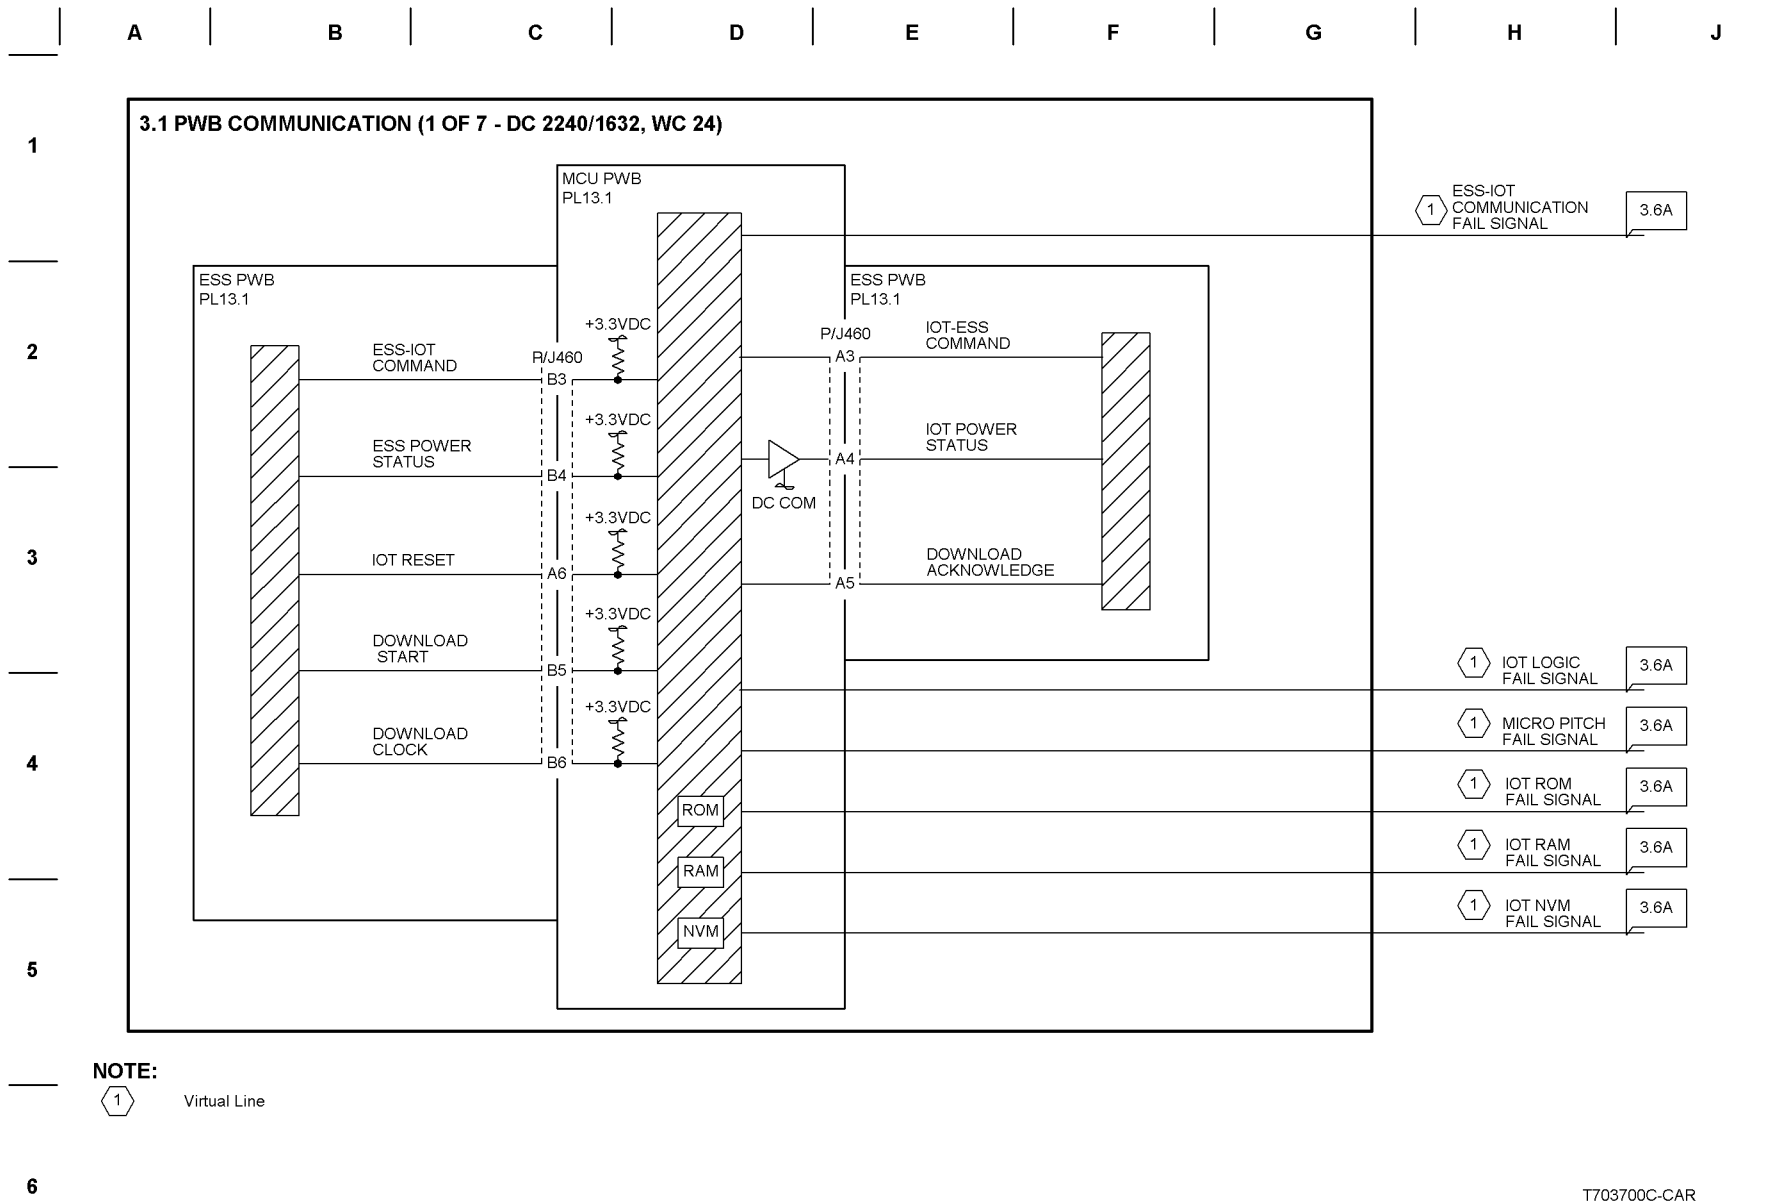 A B C D E F G H J
1
3.1 PWB COMMUNICATION (1 OF 7 - DC 2240/1632, WC 24)
MCU PWB
PL13.1
1
ESS-IOT
COMMUNICATION
FAIL SIGNAL
3.6A
ESS PWB
PL13.1
ESS PWB
PL13.1
2
ESS-IOT
COMMAND
P/J460
B3
+3.3VDC
P/J460
A3
IOT-ESS
COMMAND
ESS POWER
STATUS
B4
+3.3VDC
DC COM
A4
IOT POWER
STATUS
3
IOT RESET
A6
+3.3VDC
A5
DOWNLOAD
ACKNOWLEDGE
DOWNLOAD
START
B5
+3.3VDC
1
IOT LOGIC
FAIL SIGNAL
3.6A
4
DOWNLOAD
CLOCK
B6
+3.3VDC
1
MICRO PITCH
FAIL SIGNAL
3.6A
ROM
1
IOT ROM
FAIL SIGNAL
3.6A
RAM
1
IOT RAM
FAIL SIGNAL
3.6A
NVM
1
IOT NVM
FAIL SIGNAL
3.6A
5
NOTE:
1 Virtual Line
6
T703700C-CAR